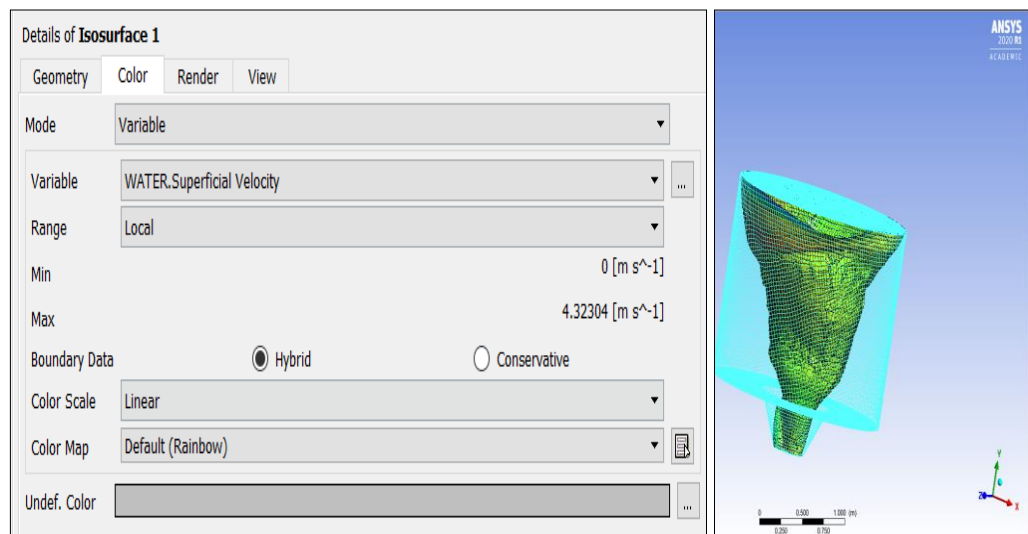 Details of Isosurface 1
Geometry Color Render View
Mode Variable
Variable WATER.Superficial Velocity ...
Range Local
Min 0 [m s^-1]
Max 4.32304 [m s^-1]
Boundary Data Hybrid Conservative
Color Scale Linear
Color Map Default (Rainbow)
Undef. Color ...
ANSYS
2020 R1
ACADEMIC
Y
Z X
0 0.500 1.000 (m)
0.250 0.750